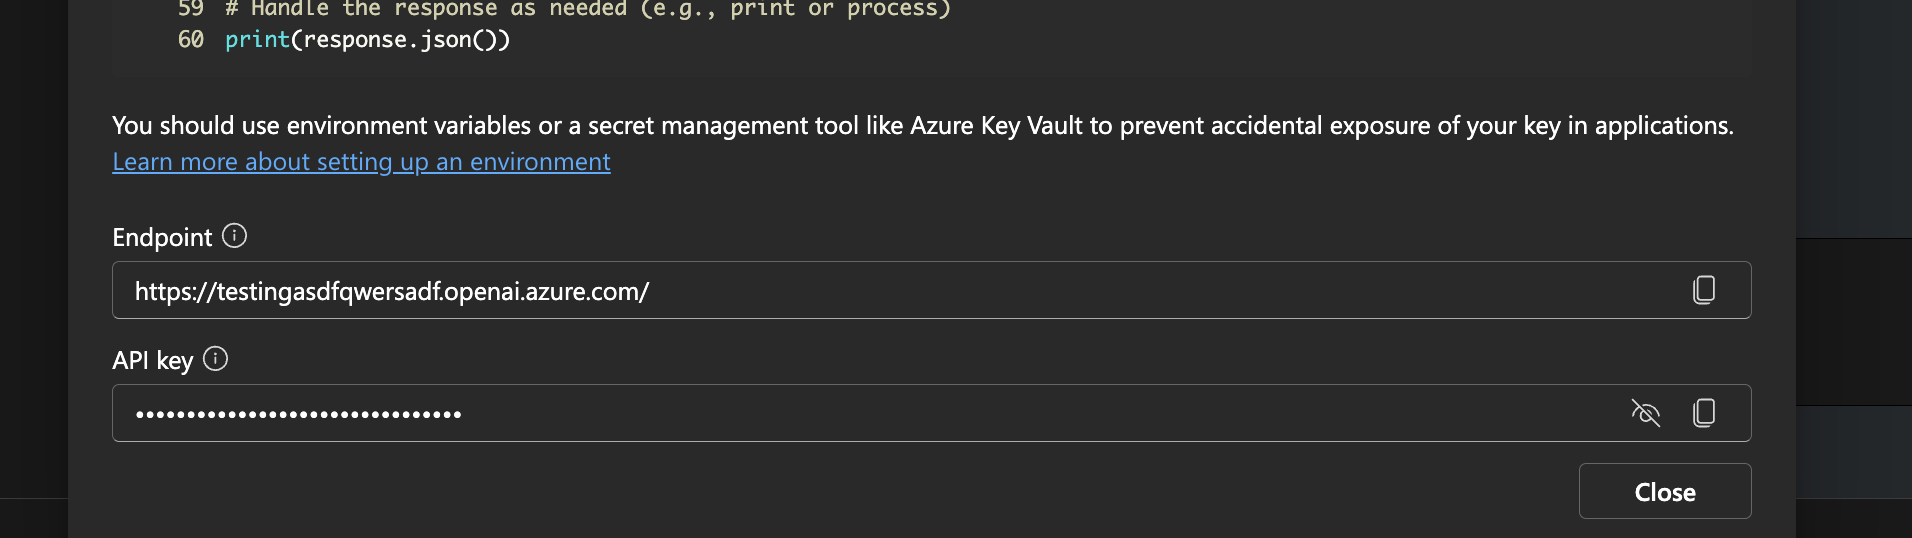 59 # Handle the response as needed (e.g., print or process)
60 print(response.json())
You should use environment variables or a secret management tool like Azure Key Vault to prevent accidental exposure of your key in applications.
Learn more about setting up an environment
Endpoint
https://testingasdfqwersadf.openai.azure.com/
API key
••••••••••••••••••••••••••••••••
Close